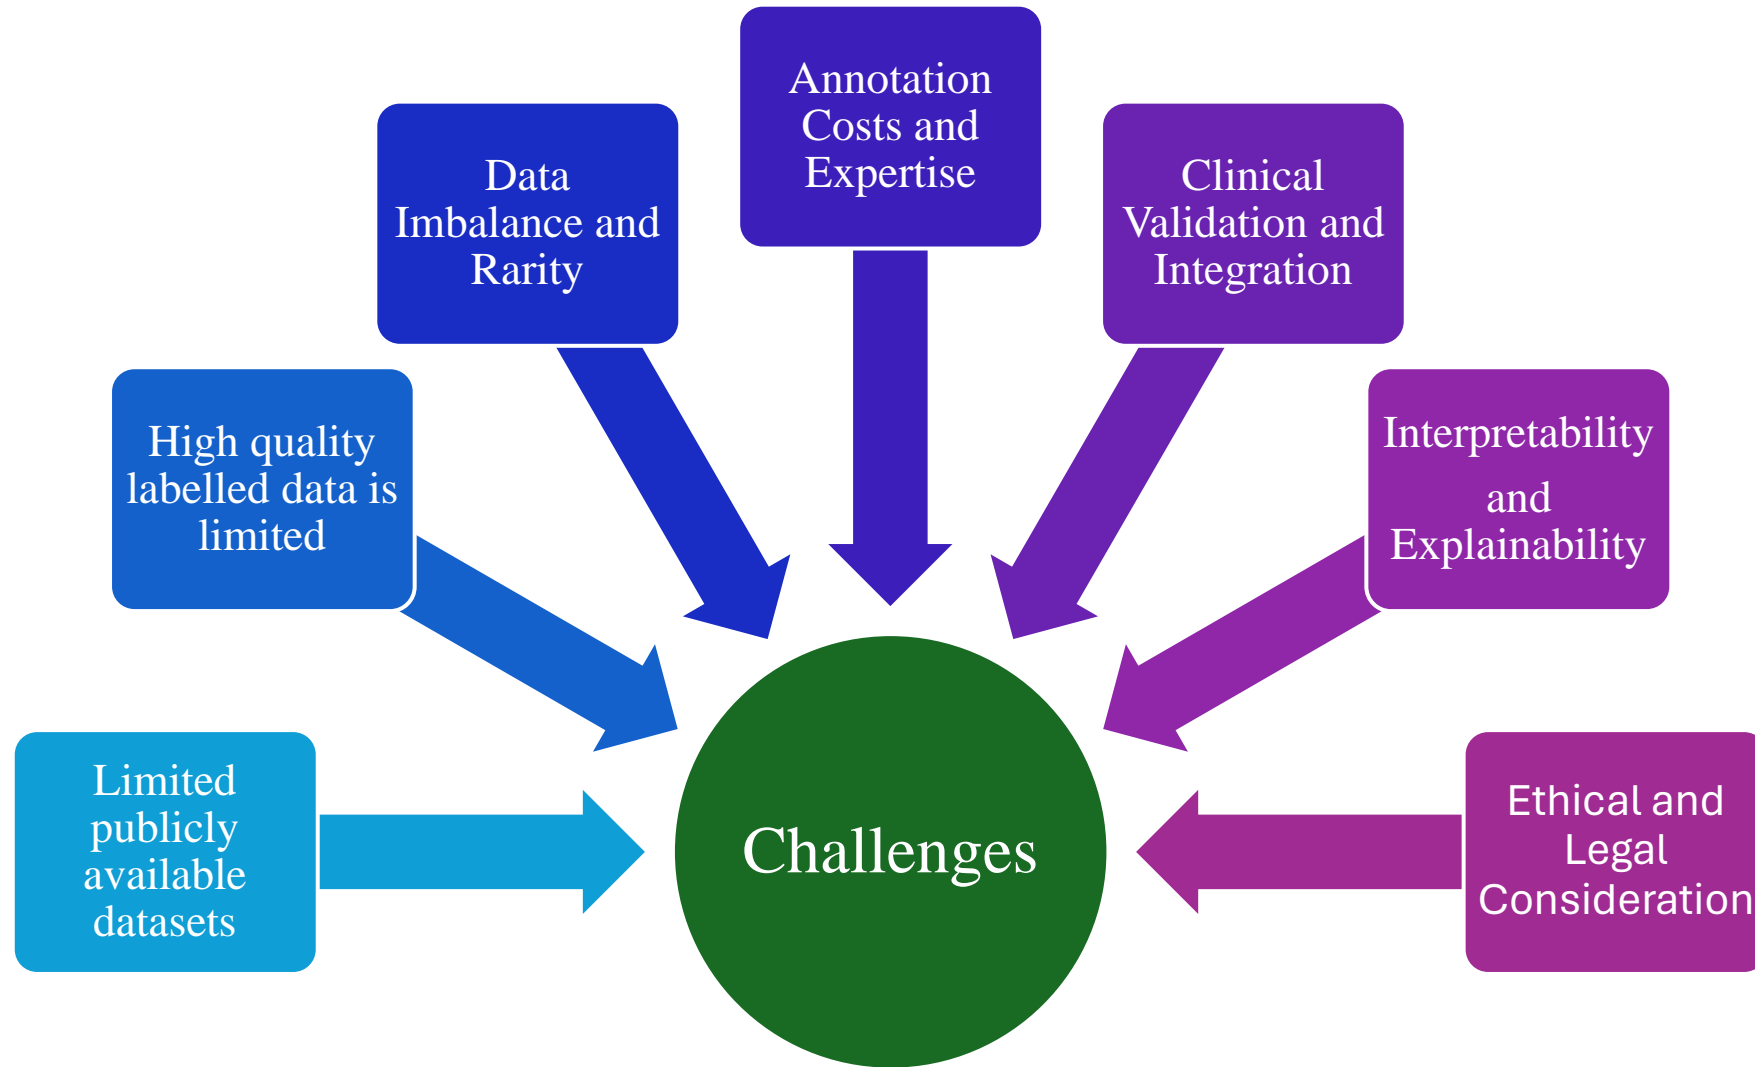 Annotation
Costs and
Expertise
Data
Imbalance and
Rarity
Clinical
Validation and
Integration
High quality
labelled data is
limited
Interpretability
and
Explainability
Limited
publicly
available
datasets
Challenges
Ethical and
Legal
Consideration